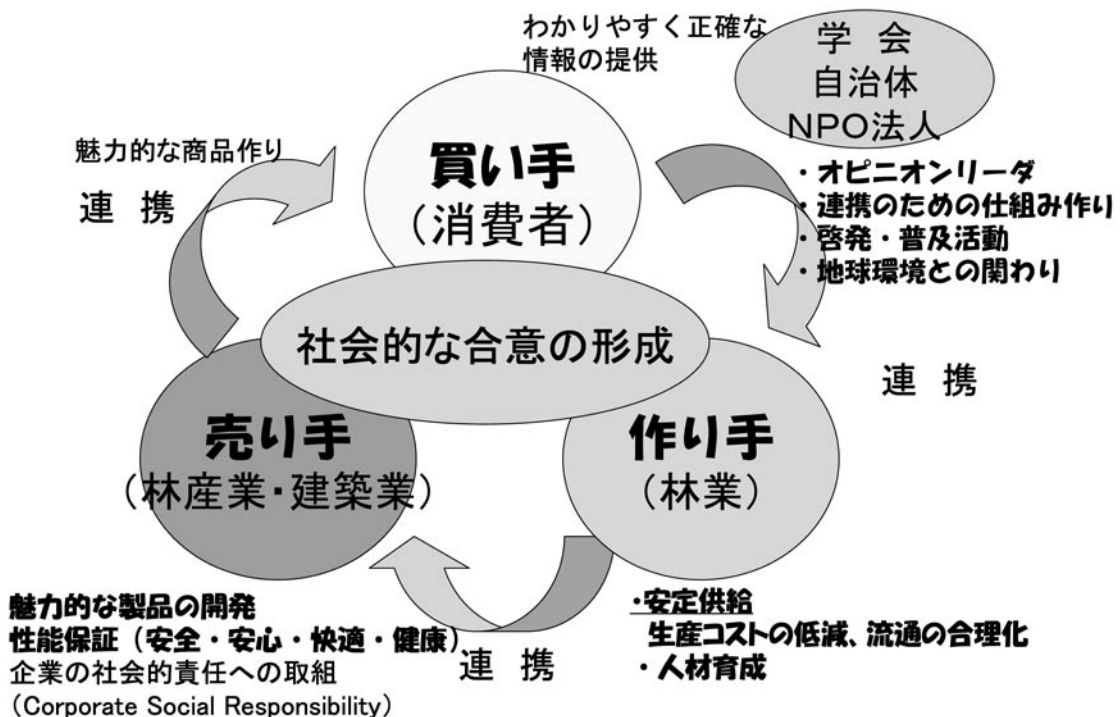 わかりやすく正確な
情報の提供
学 会
自治体
NPO法人
魅力的な商品作り
連 携
買い手
（消費者）
・オピニオンリーダ
・連携のための仕組み作り
・啓発・普及活動
・地球環境との関わり
社会的な合意の形成
連 携
売り手
（林産業・建築業）
作り手
（林業）
魅力的な製品の開発
性能保証（安全・安心・快適・健康）
企業の社会的責任への取組
（Corporate Social Responsibility）
連 携
・安定供給
生産コストの低減、流通の合理化
・人材育成